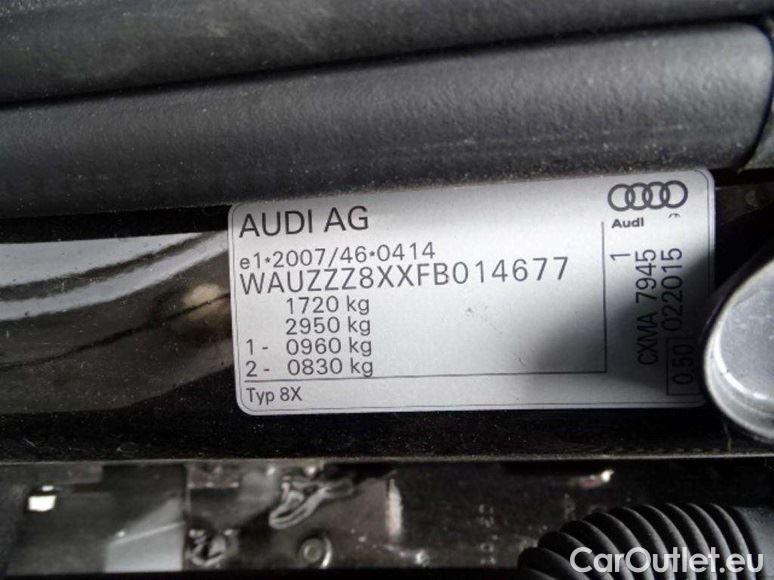 AUDI AG
Audi
e1*2007/46*0414
WAUZZZ8XXFB014677
1720 kg
2950 kg
1 - 0960 kg
2 - 0830 kg
Typ 8X
CXMA 7945 1
0.50 022015
CarOutlet.eu